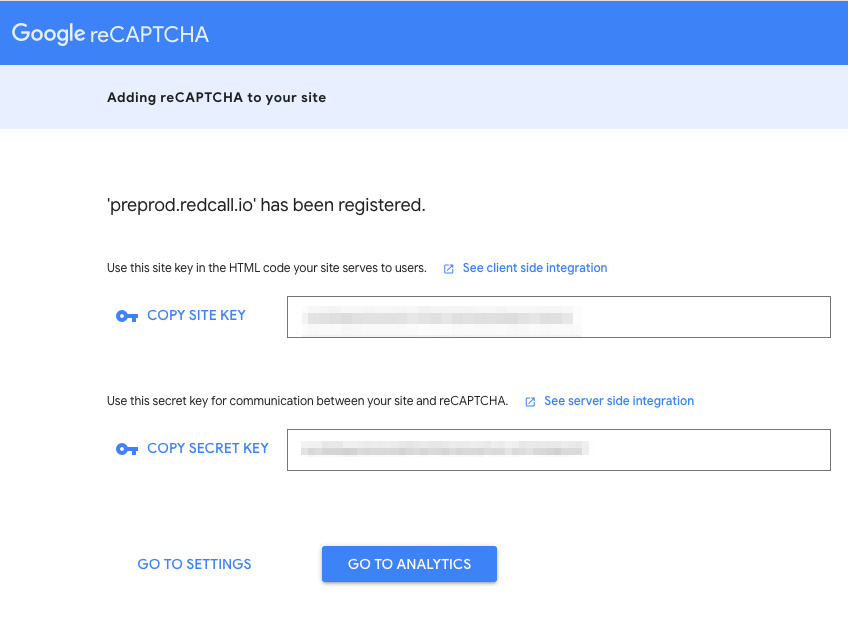 Google reCAPTCHA
Adding reCAPTCHA to your site
'preprod.redcall.io' has been registered.
Use this site key in the HTML code your site serves to users. See client side integration
COPY SITE KEY
Use this secret key for communication between your site and reCAPTCHA. See server side integration
COPY SECRET KEY
GO TO SETTINGS GO TO ANALYTICS